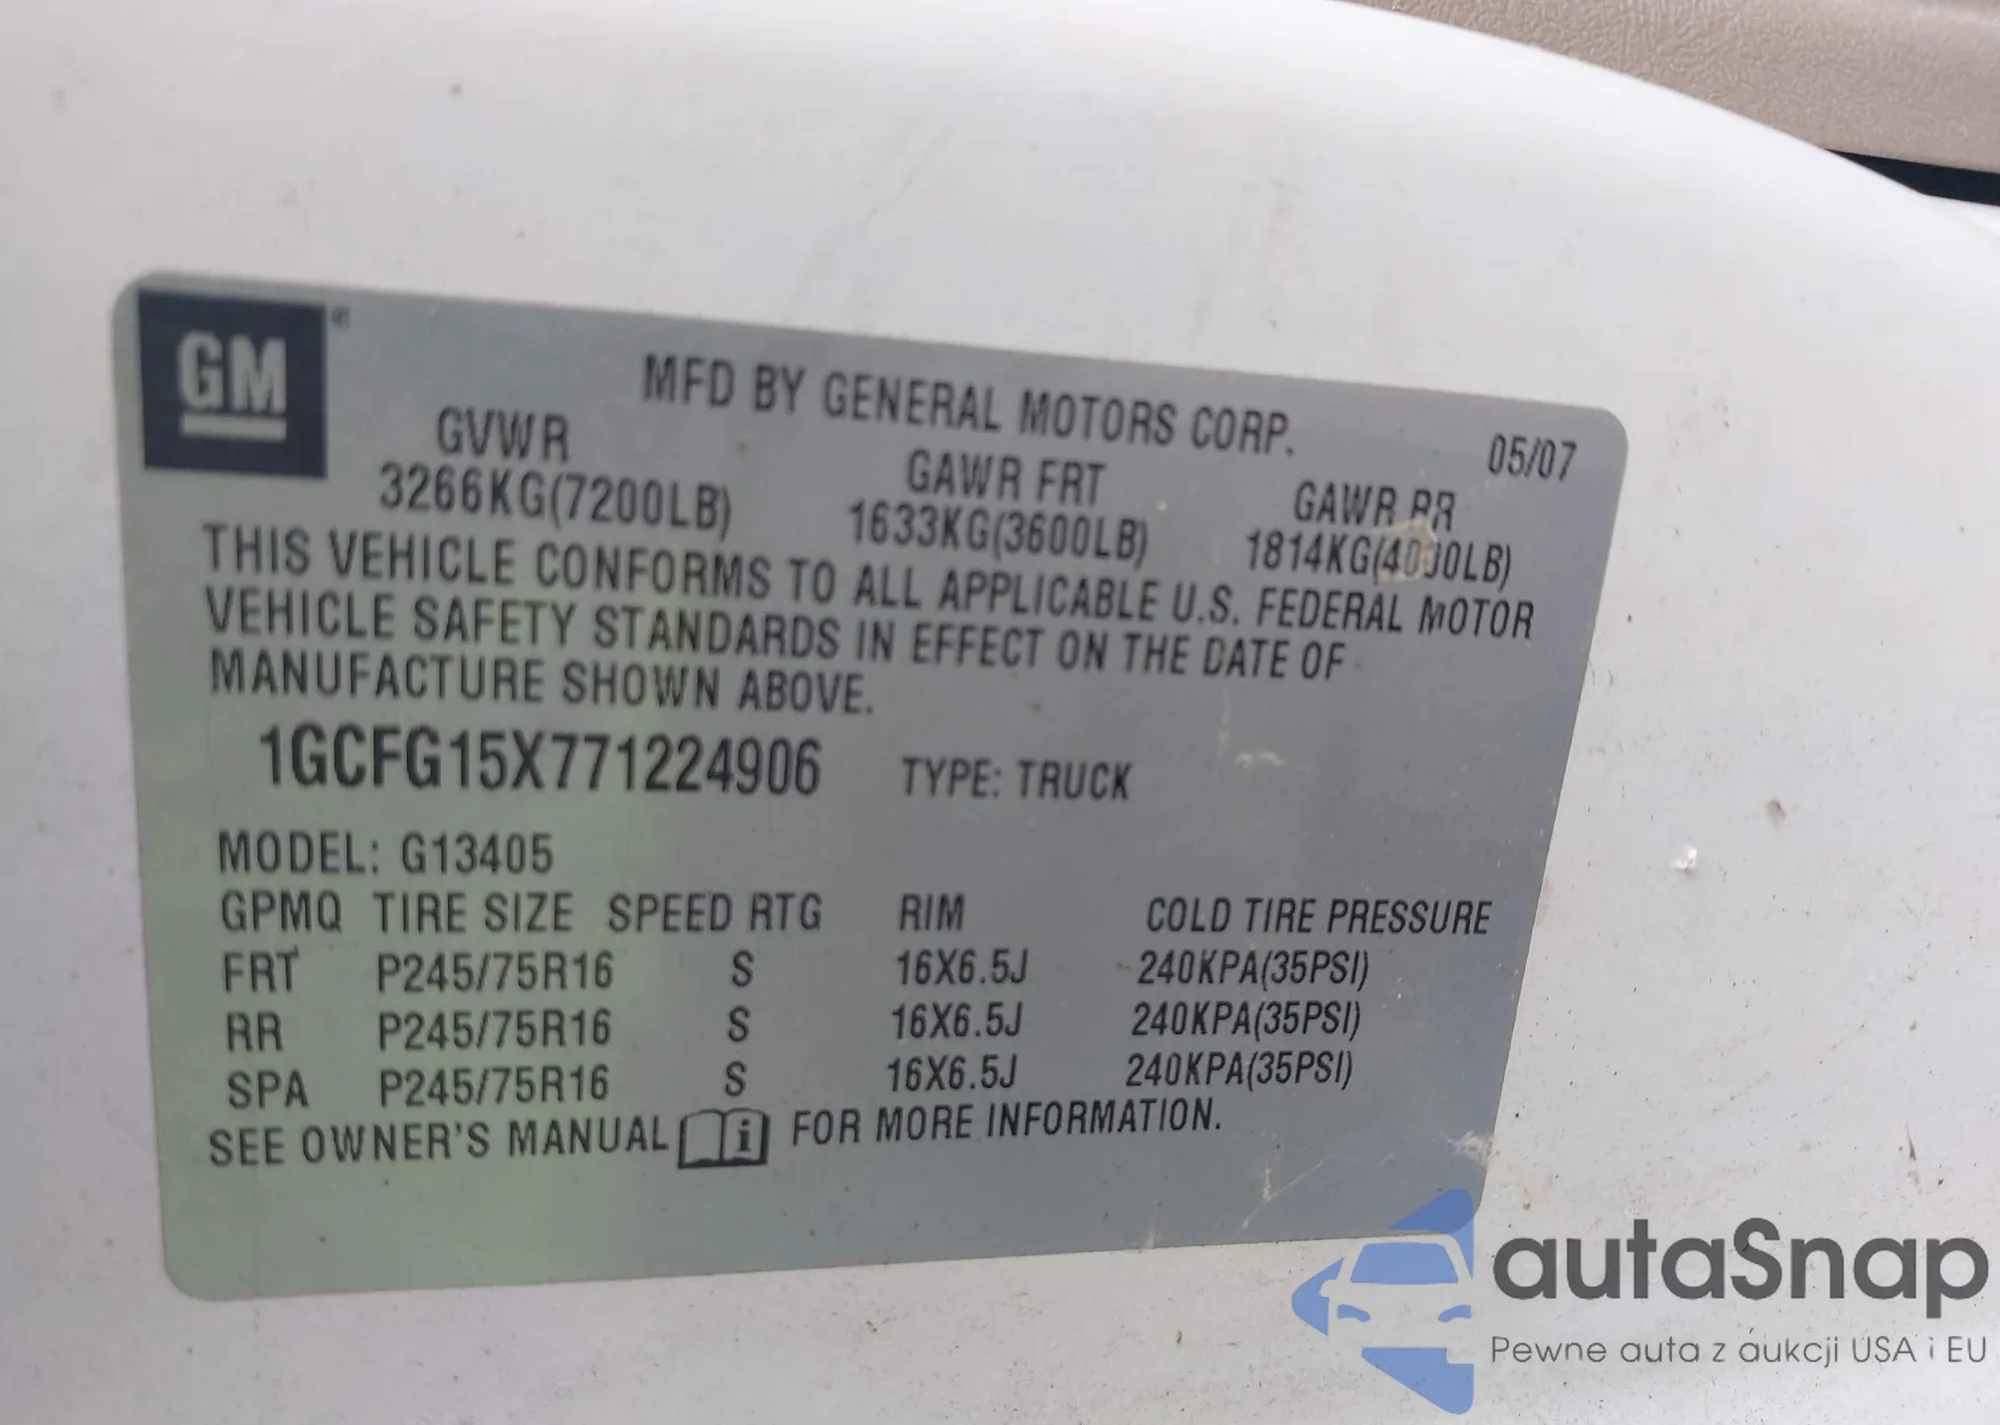 GM
MFD BY GENERAL MOTORS CORP.
05/07
GVWR GAWR FRT GAWR RR
3266KG(7200LB) 1633KG(3600LB) 1814KG(4000LB)
THIS VEHICLE CONFORMS TO ALL APPLICABLE U.S. FEDERAL MOTOR
VEHICLE SAFETY STANDARDS IN EFFECT ON THE DATE OF
MANUFACTURE SHOWN ABOVE.
1GCFG15X771224906 TYPE: TRUCK
MODEL: G13405
GPMQ TIRE SIZE SPEED RTG RIM COLD TIRE PRESSURE
FRT P245/75R16 S 16X6.5J 240KPA(35PSI)
RR P245/75R16 S 16X6.5J 240KPA(35PSI)
SPA P245/75R16 S 16X6.5J 240KPA(35PSI)
SEE OWNER'S MANUAL i FOR MORE INFORMATION.
autaSnap
Pewne auta z aukcji USA i EU